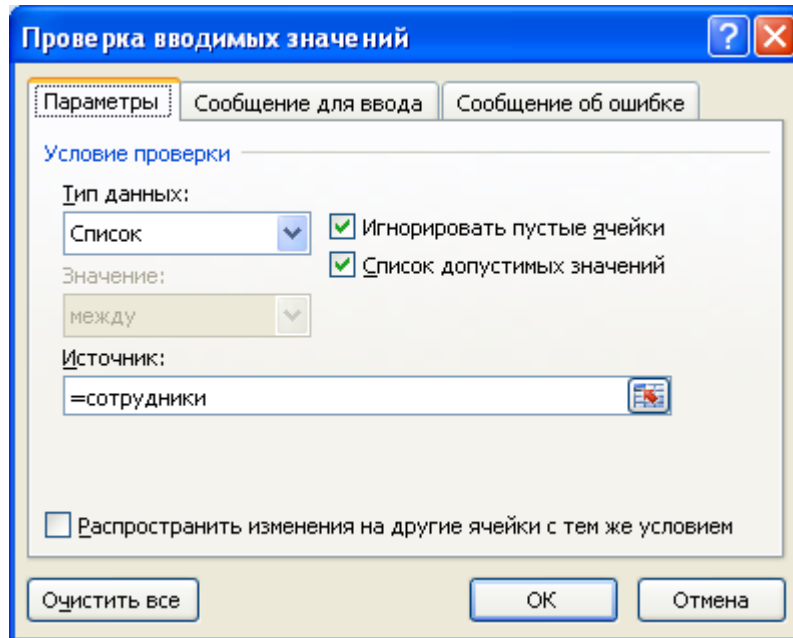 Проверка вводимых значений
Параметры Сообщение для ввода Сообщение об ошибке
Условие проверки
Тип данных:
Список
Игнорировать пустые ячейки
Список допустимых значений
Значение:
между
Источник:
=сотрудники
Распространить изменения на другие ячейки с тем же условием
Очистить все ОК Отмена